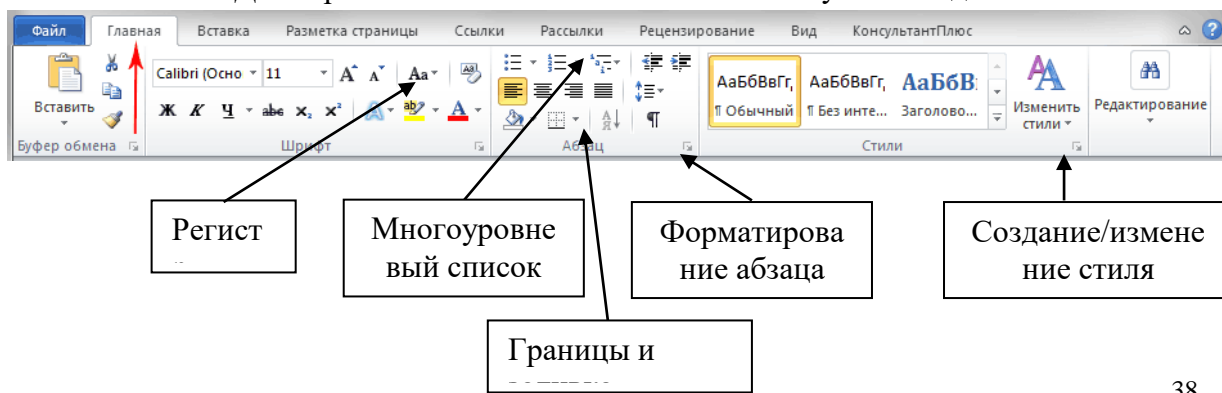 Файл Главная Вставка Разметка страницы Ссылки Рассылки Рецензирование Вид КонсультантПлюс
Calibri (Осно 11 Аа
АаБбВвГг, АаБбВвГг, АаБбВ
Вставить
Ж К Ч abc x₂ x² А
¶ Обычный ¶ Без инте... Заголово...
Изменить стили
Редактирование
Буфер обмена Шрифт Абзац Стили
Регист
Многоуровне
вый список
Форматирова
ние абзаца
Создание/измене
ние стиля
Границы и
38